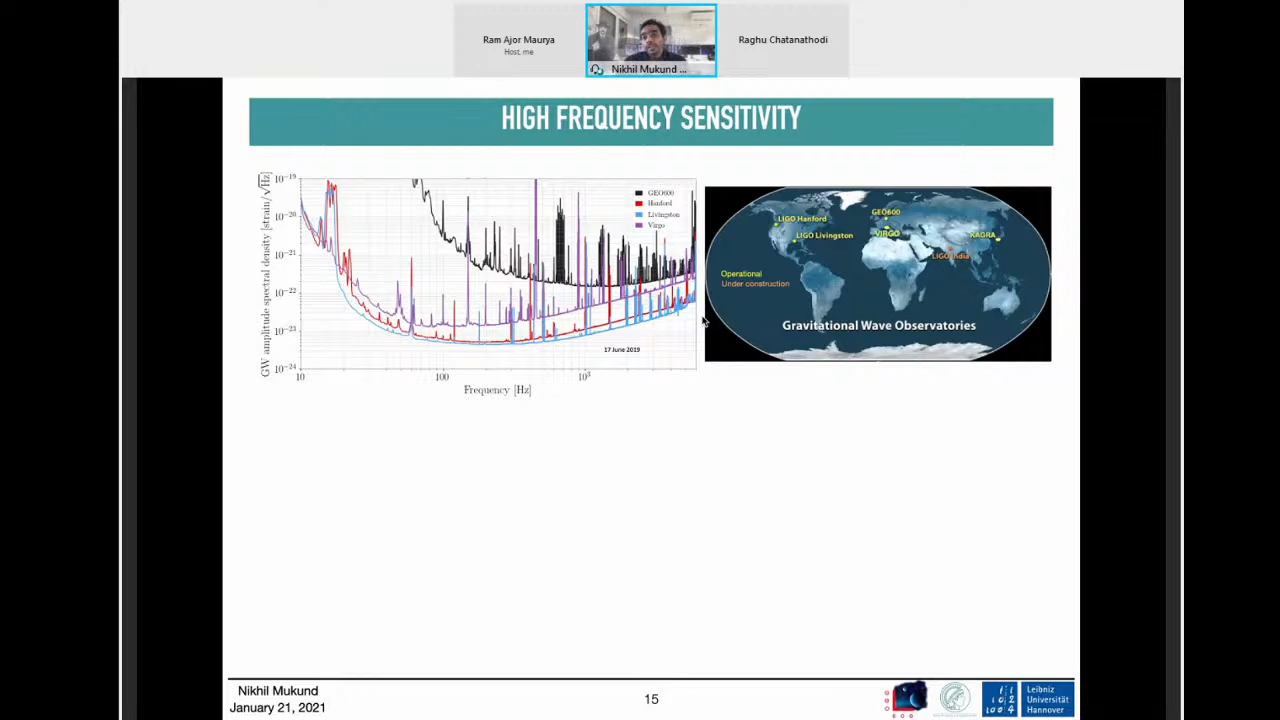 Ram Ajor Maurya
Host, me
Nikhil Mukund ...
Raghu Chatanathodi
HIGH FREQUENCY SENSITIVITY
GW amplitude spectral density [strain/√Hz]
10⁻¹⁹
10⁻²⁰
10⁻²¹
10⁻²²
10⁻²³
10⁻²⁴
GEO600
Hanford
Livingston
Virgo
17 June 2019
10
100
10³
Frequency [Hz]
LIGO Hanford
LIGO Livingston
GEO600
VIRGO
KAGRA
LIGO India
Operational
Under construction
Gravitational Wave Observatories
Nikhil Mukund
January 21, 2021
15
Leibniz
Universität
Hannover